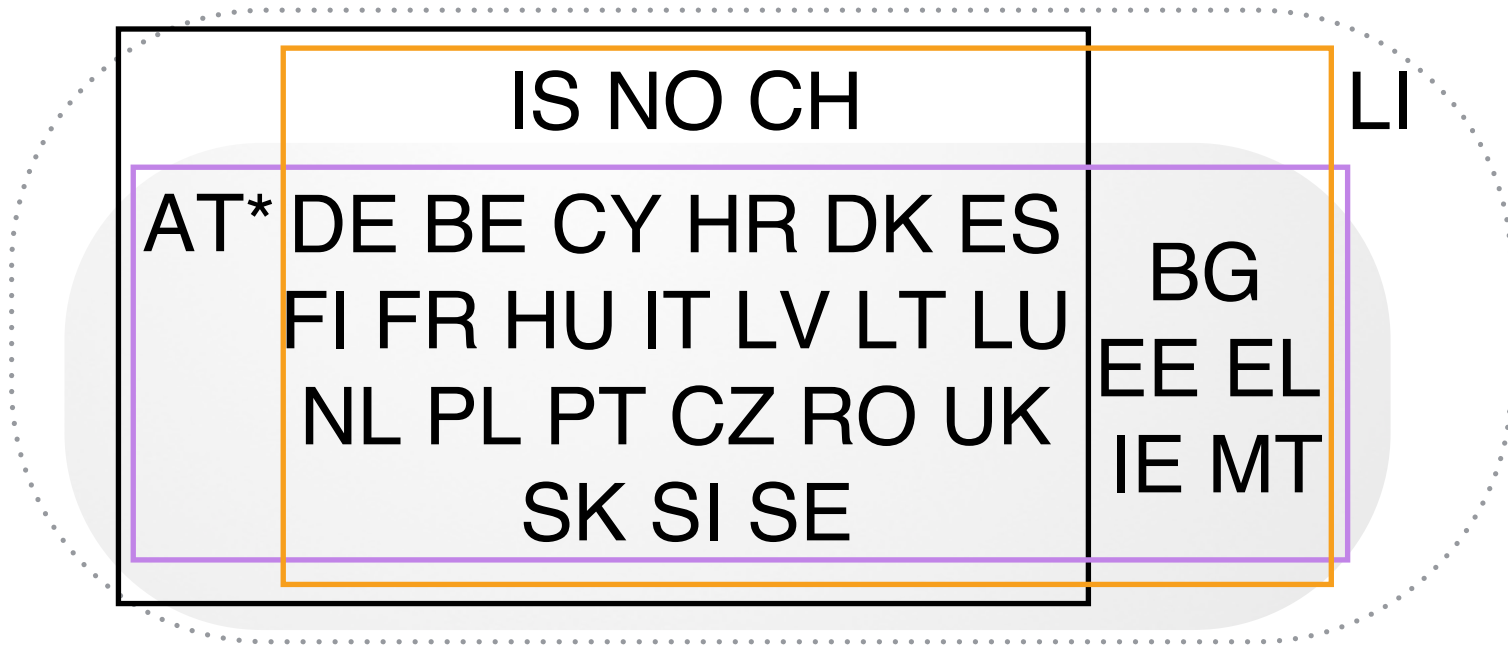 IS NO CH
LI
AT* DE BE CY HR DK ES
FI FR HU IT LV LT LU
NL PL PT CZ RO UK
SK SI SE
BG
EE EL
IE MT